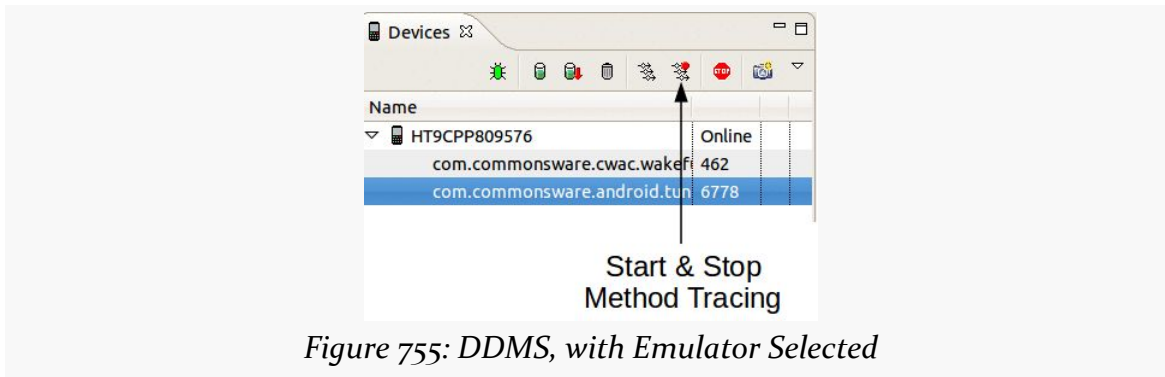 Devices
STOP
Name
HT9CPP809576 Online
com.commonsware.cwac.wakef 462
com.commonsware.android.tun 6778
Start & Stop
Method Tracing
Figure 755: DDMS, with Emulator Selected